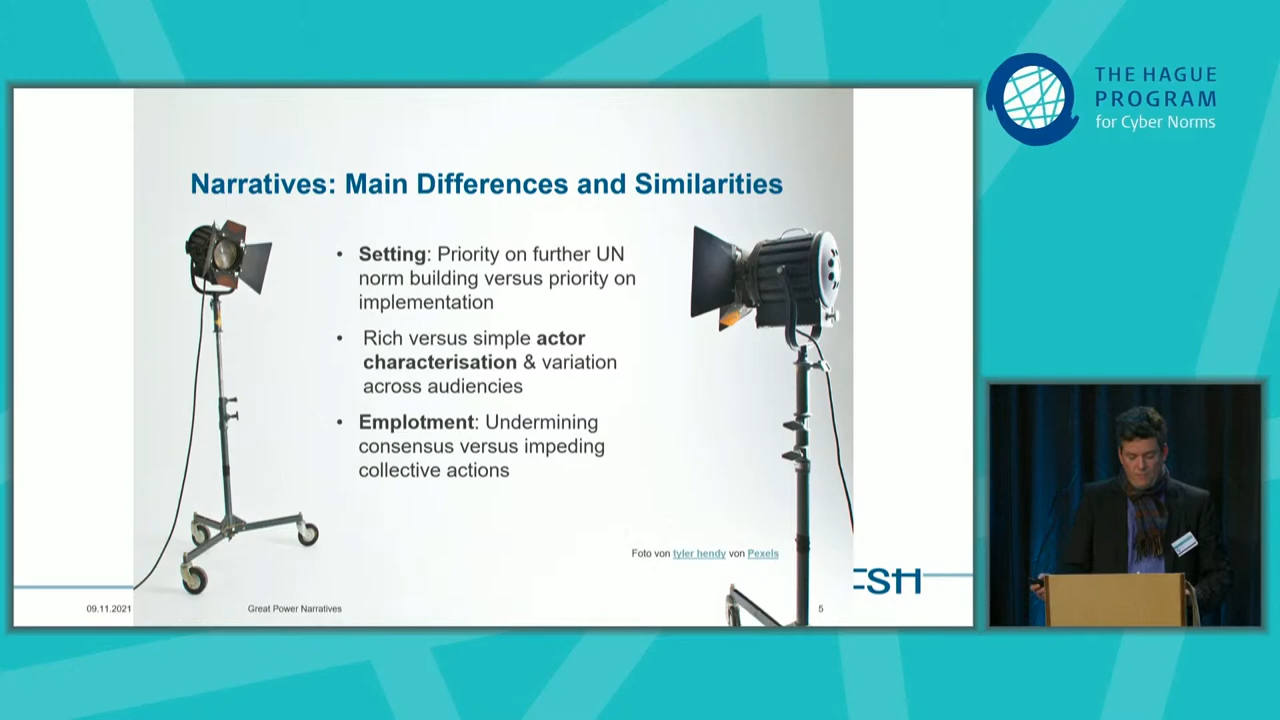 THE HAGUE
PROGRAM
for Cyber Norms
Narratives: Main Differences and Similarities
• Setting: Priority on further UN
norm building versus priority on
implementation
• Rich versus simple actor
characterisation & variation
across audiencies
• Emplotment: Undermining
consensus versus impeding
collective actions
Foto von tyler hendy von Pexels
FSH
09.11.2021
Great Power Narratives
5